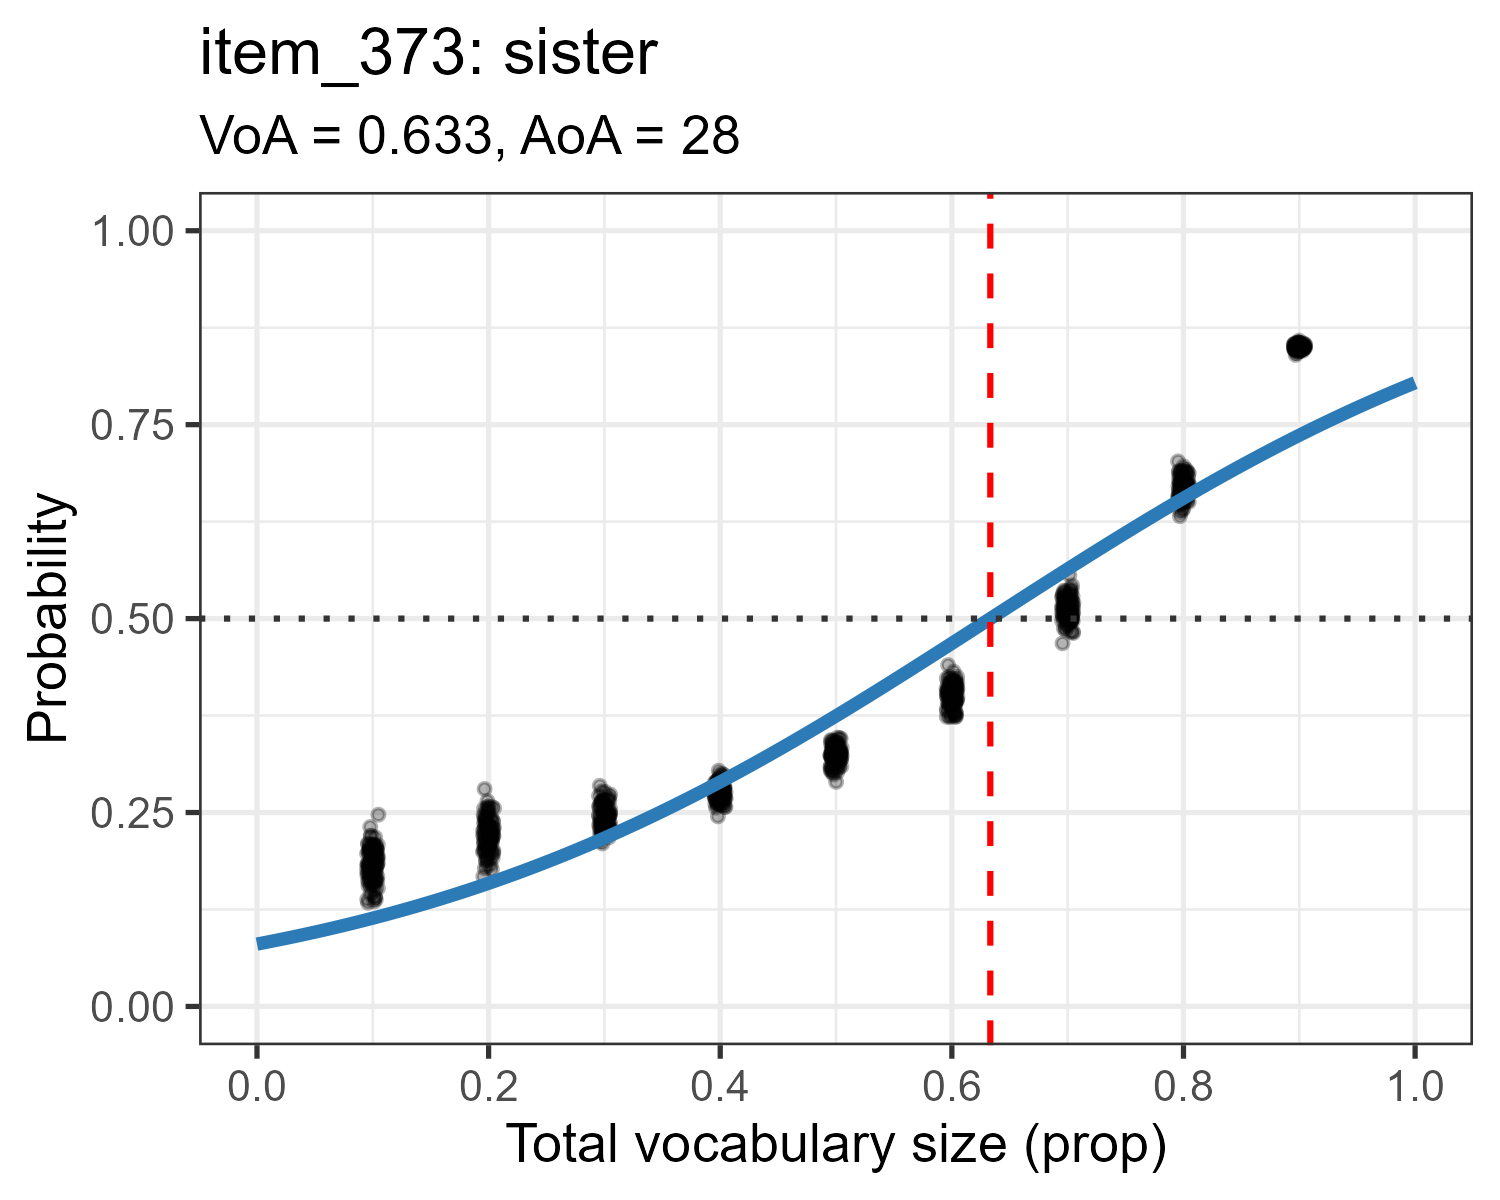 item_373: sister
VoA = 0.633, AoA = 28
1.00
0.75
0.50
0.25
0.00
Probability
0.0 0.2 0.4 0.6 0.8 1.0
Total vocabulary size (prop)